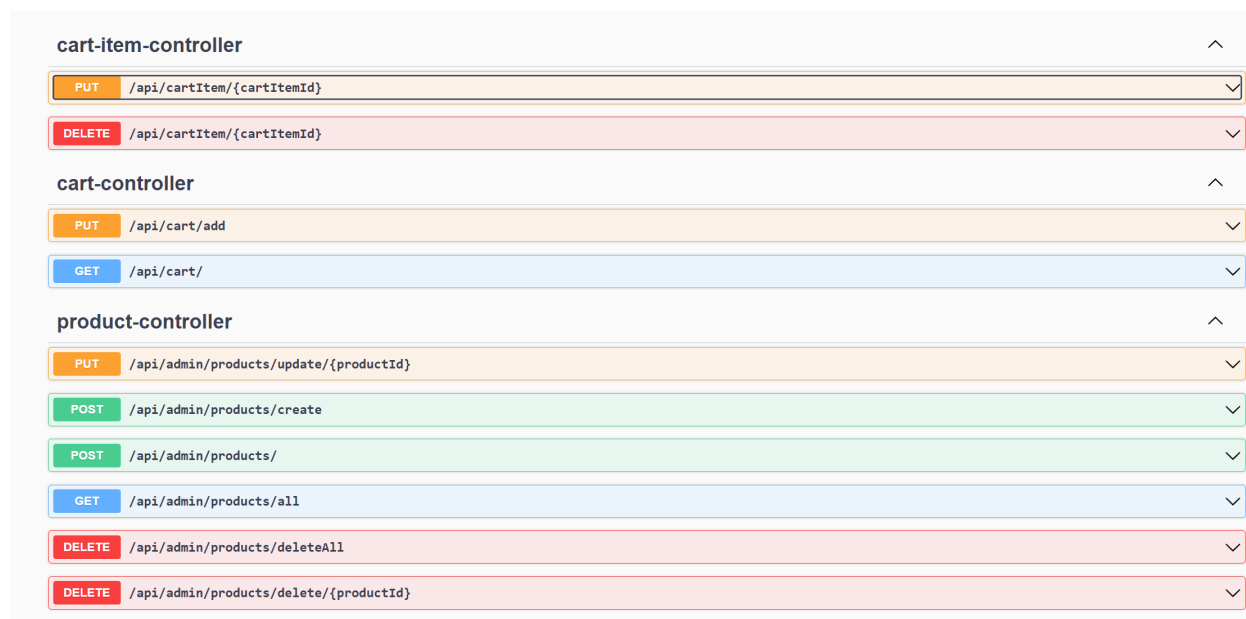 cart-item-controller
PUT /api/cartItem/{cartItemId}
DELETE /api/cartItem/{cartItemId}
cart-controller
PUT /api/cart/add
GET /api/cart/
product-controller
PUT /api/admin/products/update/{productId}
POST /api/admin/products/create
POST /api/admin/products/
GET /api/admin/products/all
DELETE /api/admin/products/deleteAll
DELETE /api/admin/products/delete/{productId}